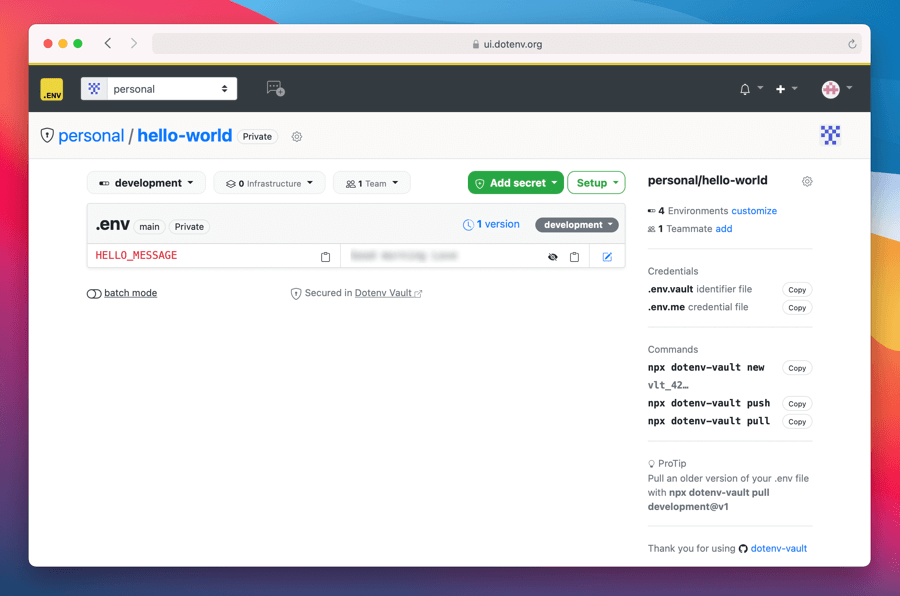 ui.dotenv.org
.ENV
personal
personal / hello-world Private
development
0 Infrastructure
1 Team
Add secret
Setup
.env main Private
1 version
development
HELLO_MESSAGE
batch mode
Secured in Dotenv Vault
personal/hello-world
4 Environments customize
1 Teammate add
Credentials
.env.vault identifier file Copy
.env.me credential file Copy
Commands
npx dotenv-vault new Copy
vlt_42…
npx dotenv-vault push Copy
npx dotenv-vault pull Copy
ProTip
Pull an older version of your .env file
with npx dotenv-vault pull
development@v1
Thank you for using dotenv-vault